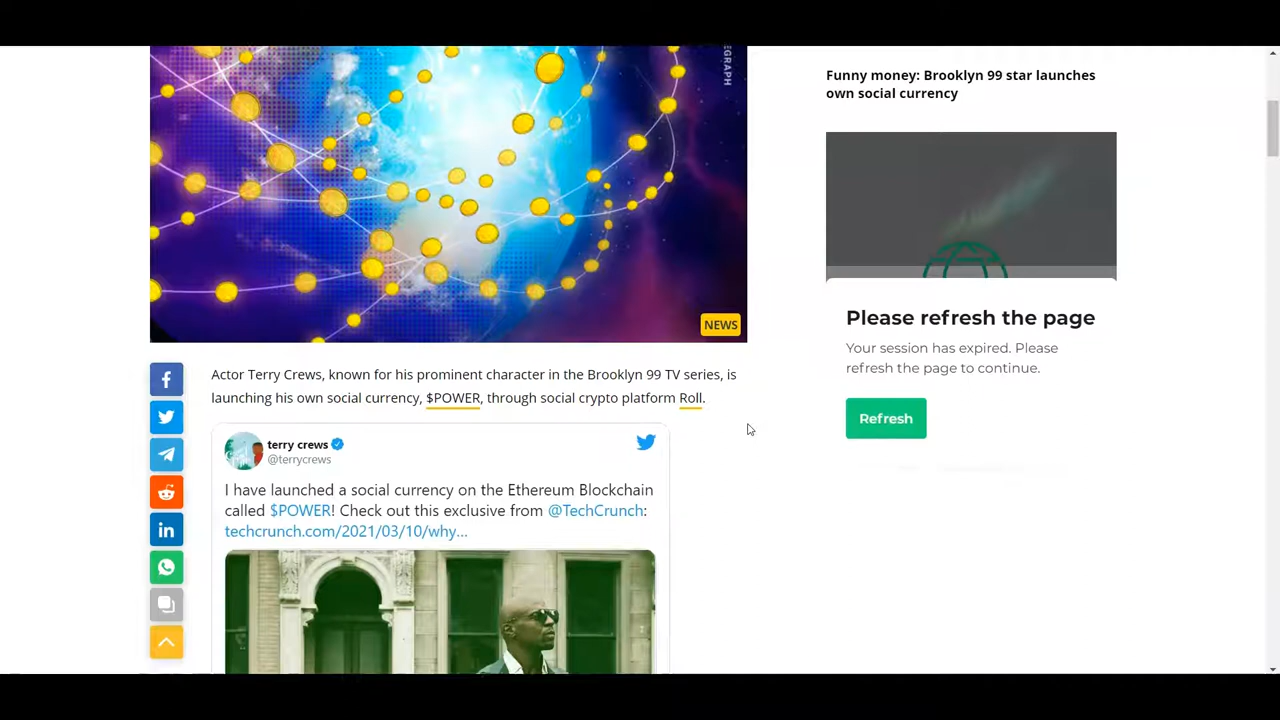 EGRAPH
NEWS
Actor Terry Crews, known for his prominent character in the Brooklyn 99 TV series, is
launching his own social currency, $POWER, through social crypto platform Roll.
terry crews
@terrycrews
I have launched a social currency on the Ethereum Blockchain
called $POWER! Check out this exclusive from @TechCrunch:
techcrunch.com/2021/03/10/why...
Funny money: Brooklyn 99 star launches
own social currency
Please refresh the page
Your session has expired. Please
refresh the page to continue.
Refresh